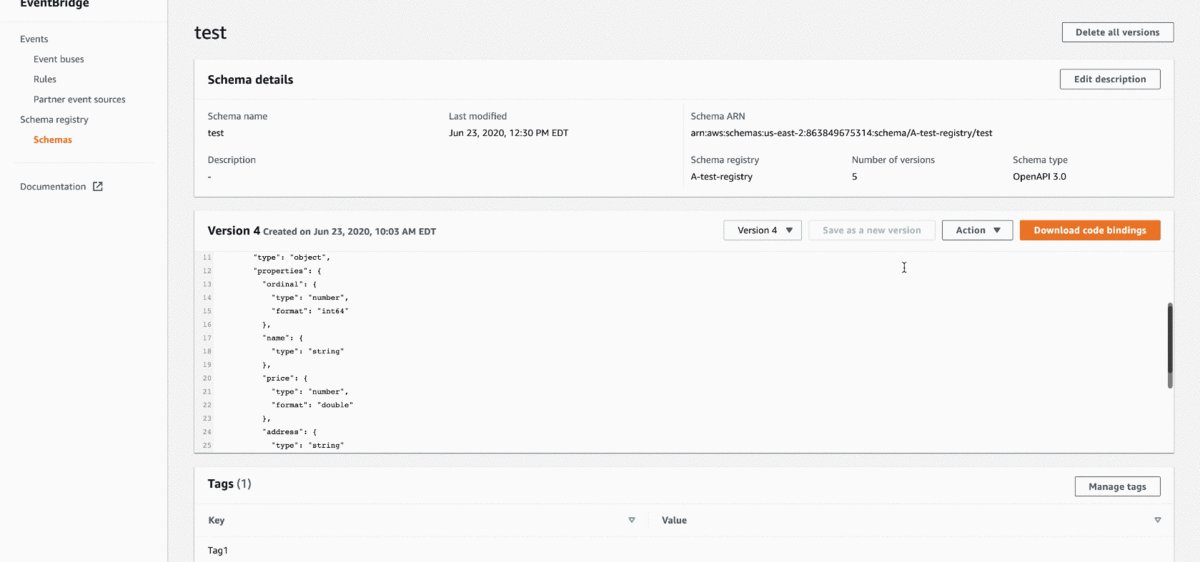 EventBridge
Events
Event buses
Rules
Partner event sources
Schema registry
Schemas
Documentation
test
Delete all versions
Schema details
Edit description
Schema name
test
Last modified
Jun 23, 2020, 12:30 PM EDT
Schema ARN
arn:aws:schemas:us-east-2:863849675314:schema/A-test-registry/test
Description
-
Schema registry
A-test-registry
Number of versions
5
Schema type
OpenAPI 3.0
Version 4 Created on Jun 23, 2020, 10:03 AM EDT
Version 4
Save as a new version
Action
Download code bindings
11 "type": "object",
12 "properties": {
13 "ordinal": {
14 "type": "number",
15 "format": "int64"
16 },
17 "name": {
18 "type": "string"
19 },
20 "price": {
21 "type": "number",
22 "format": "double"
23 },
24 "address": {
25 "type": "string"
Tags (1)
Manage tags
Key
Value
Tag1